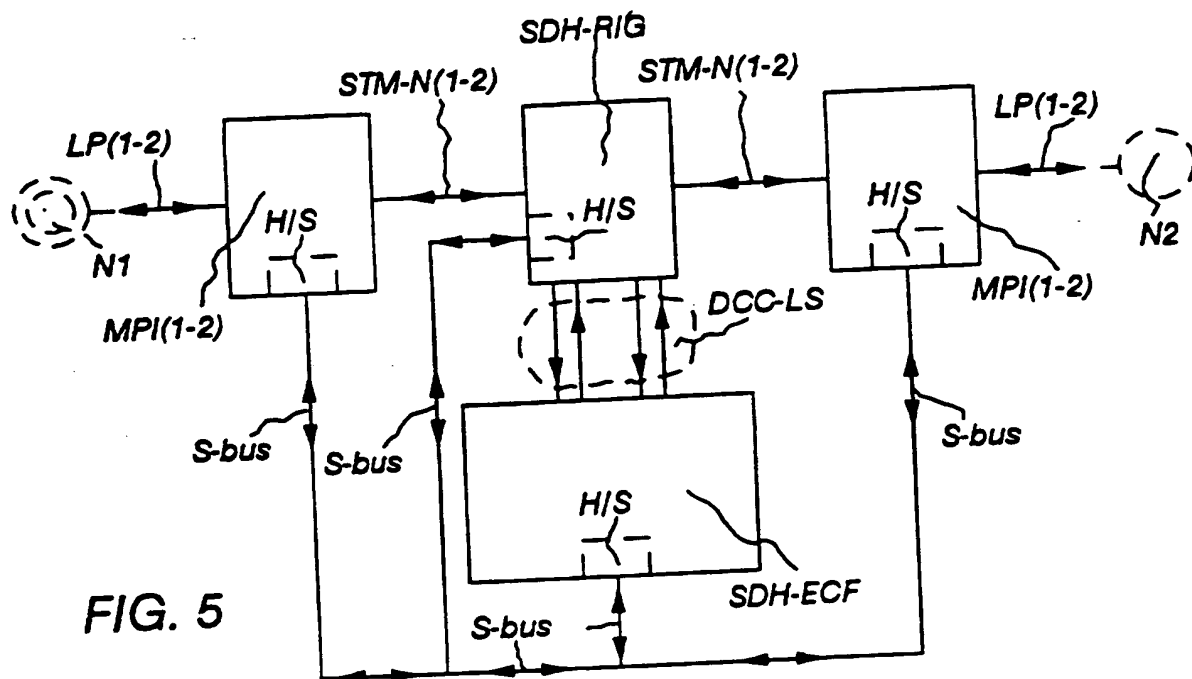 SDH-RIG
STM-N(1-2)
STM-N(1-2)
LP(1-2)
LP(1-2)
H/S
H/S
H/S
N1
N2
MPI(1-2)
MPI(1-2)
DCC-LS
S-bus
S-bus
S-bus
H/S
SDH-ECF
FIG. 5
S-bus